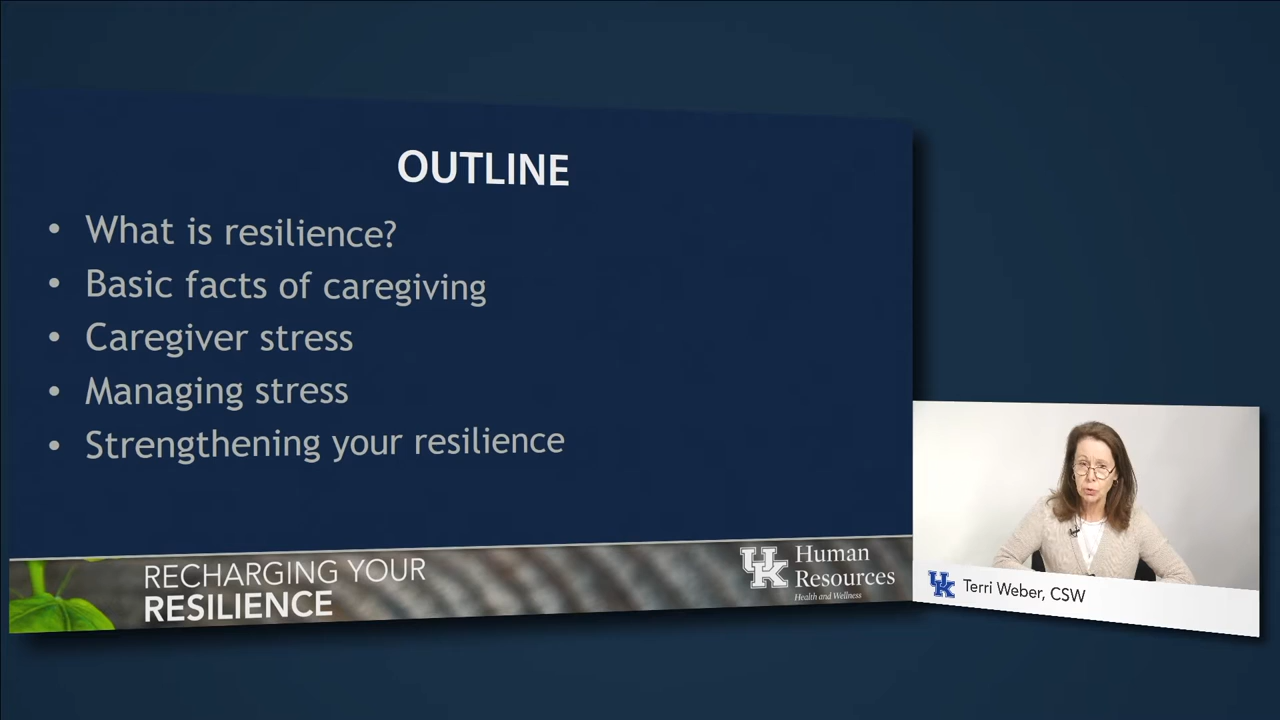 OUTLINE
• What is resilience?
• Basic facts of caregiving
• Caregiver stress
• Managing stress
• Strengthening your resilience
RECHARGING YOUR
RESILIENCE
UK
Human
Resources
Health and Wellness
UK
Terri Weber, CSW